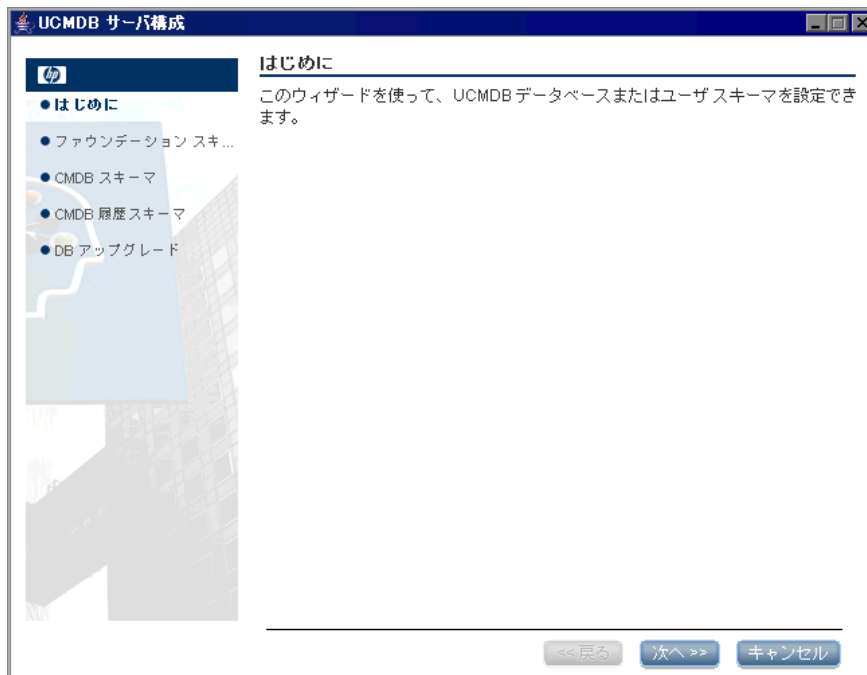 UCMDB サーバ構成
hp
はじめに
ファウンデーション スキ...
CMDB スキーマ
CMDB 履歴スキーマ
DB アップグレード
はじめに
このウィザードを使って、UCMDB データベースまたはユーザ スキーマを設定でき
ます。
<< 戻る
次へ >>
キャンセル